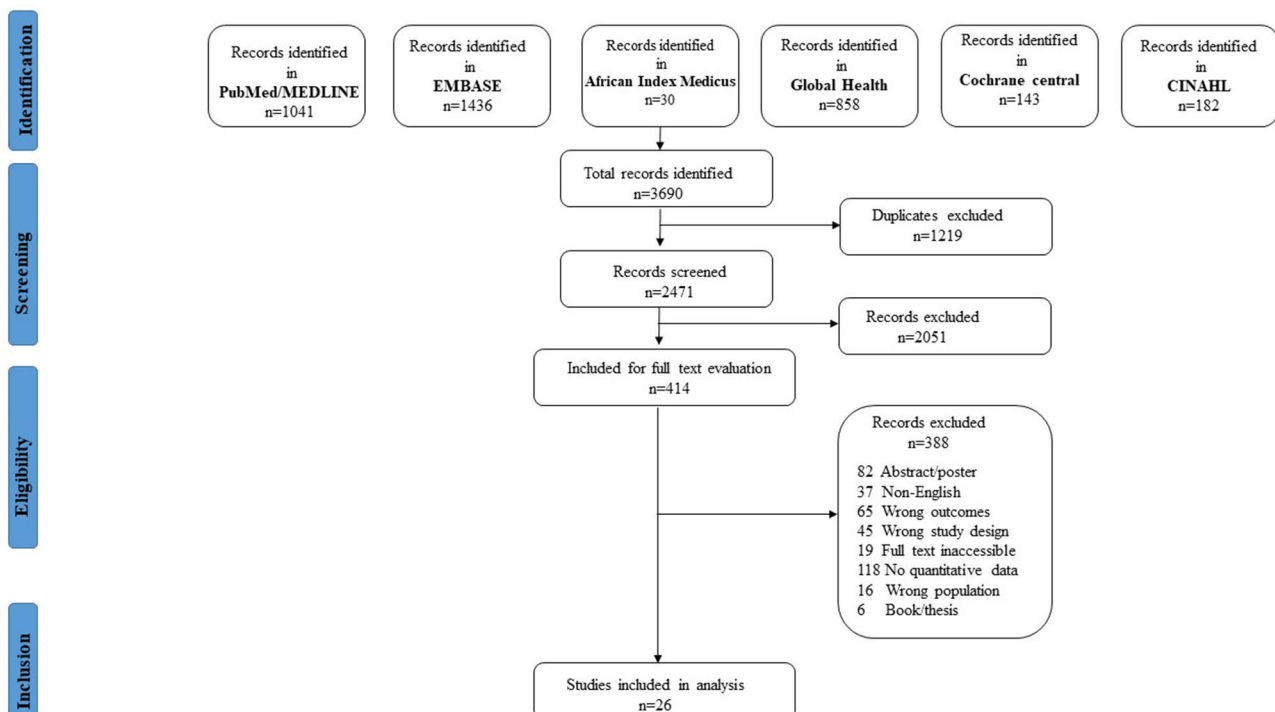 Identification
Records identified
in
PubMed/MEDLINE
n=1041
Records identified
in
EMBASE
n=1436
Records identified
in
African Index Medicus
n=30
Records identified
in
Global Health
n=858
Records identified
in
Cochrane central
n=143
Records identified
in
CINAHL
n=182
Screening
Total records identified
n=3690
Duplicates excluded
n=1219
Records screened
n=2471
Records excluded
n=2051
Eligibility
Included for full text evaluation
n=414
Records excluded
n=388
82 Abstract/poster
37 Non-English
65 Wrong outcomes
45 Wrong study design
19 Full text inaccessible
118 No quantitative data
16 Wrong population
6 Book/thesis
Inclusion
Studies included in analysis
n=26